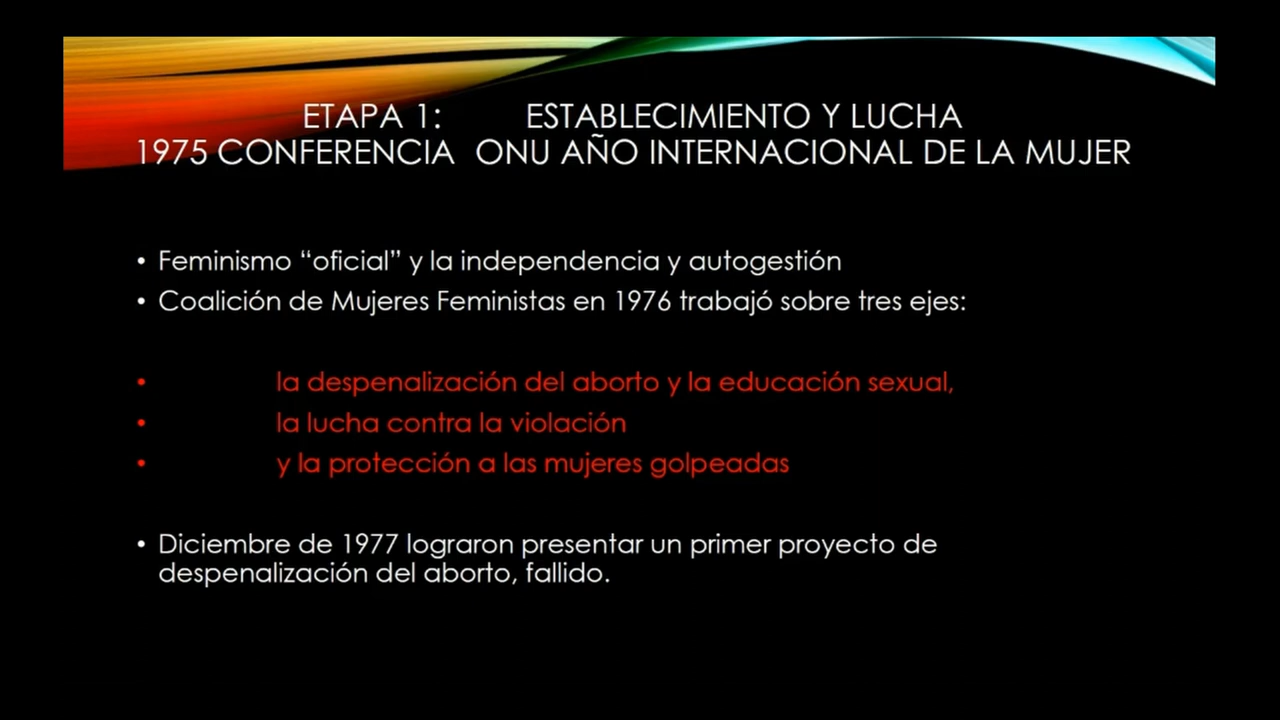 ETAPA 1: ESTABLECIMIENTO Y LUCHA
1975 CONFERENCIA ONU AÑO INTERNACIONAL DE LA MUJER
• Feminismo “oficial” y la independencia y autogestión
• Coalición de Mujeres Feministas en 1976 trabajó sobre tres ejes:
• la despenalización del aborto y la educación sexual,
• la lucha contra la violación
• y la protección a las mujeres golpeadas
• Diciembre de 1977 lograron presentar un primer proyecto de
despenalización del aborto, fallido.